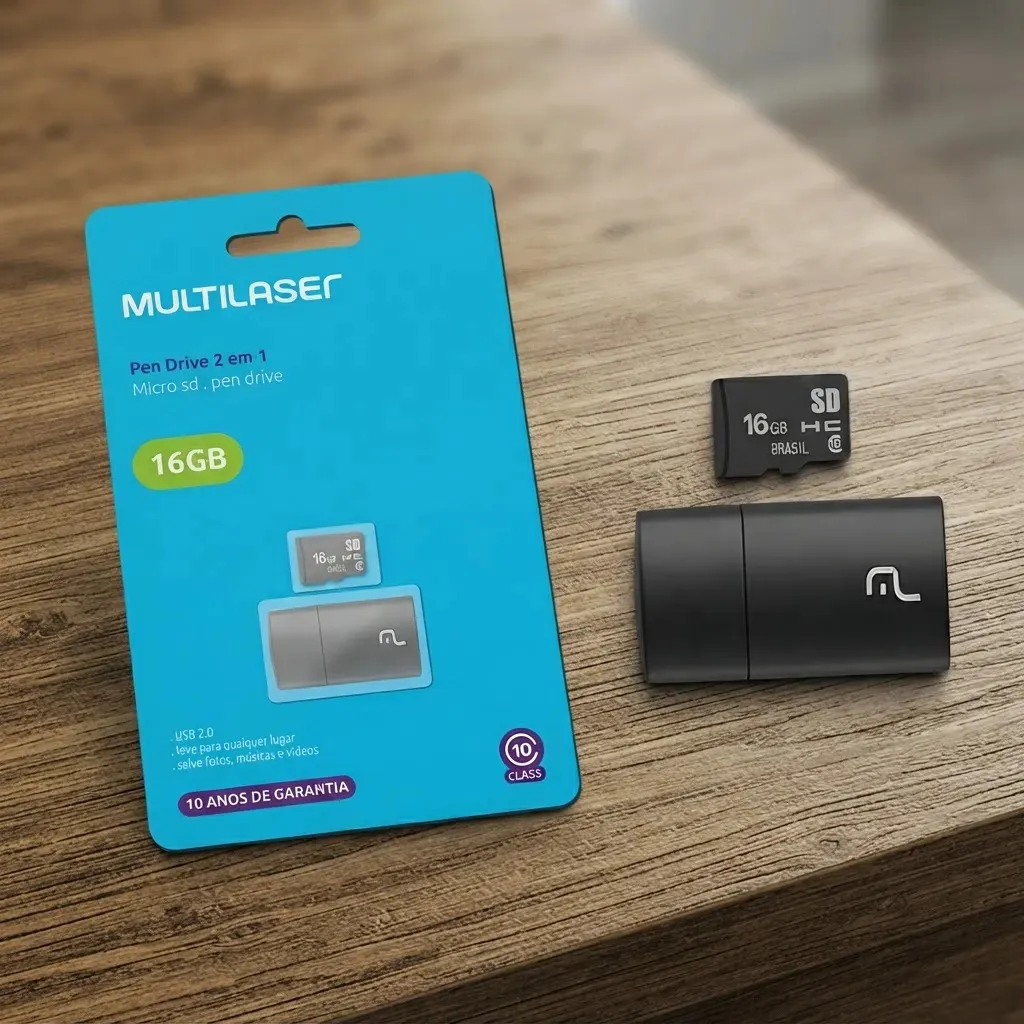 MULTILASER
Pen Drive 2 em 1
Micro sd . pen drive
16GB
SD
16GB HC
. USB 2.0
. leve para qualquer lugar
. salve fotos, músicas e vídeos
10 ANOS DE GARANTIA
10
CLASS
SD
16GB HC
BRASIL 10